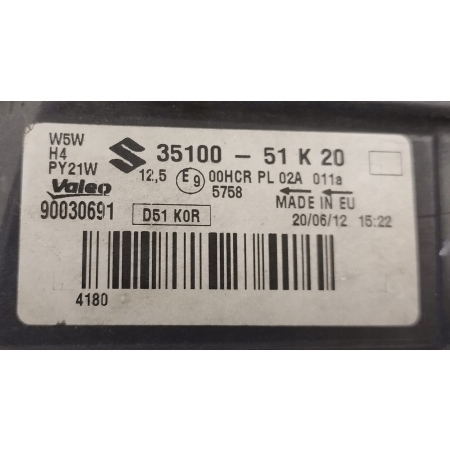 W5W
H4
PY21W
Valeo
90030691
35100 - 51 K 20
12,5 E9 00HCR PL 02A 011a
5758
MADE IN EU
D51 K0R
20/06/12 15:22
4180